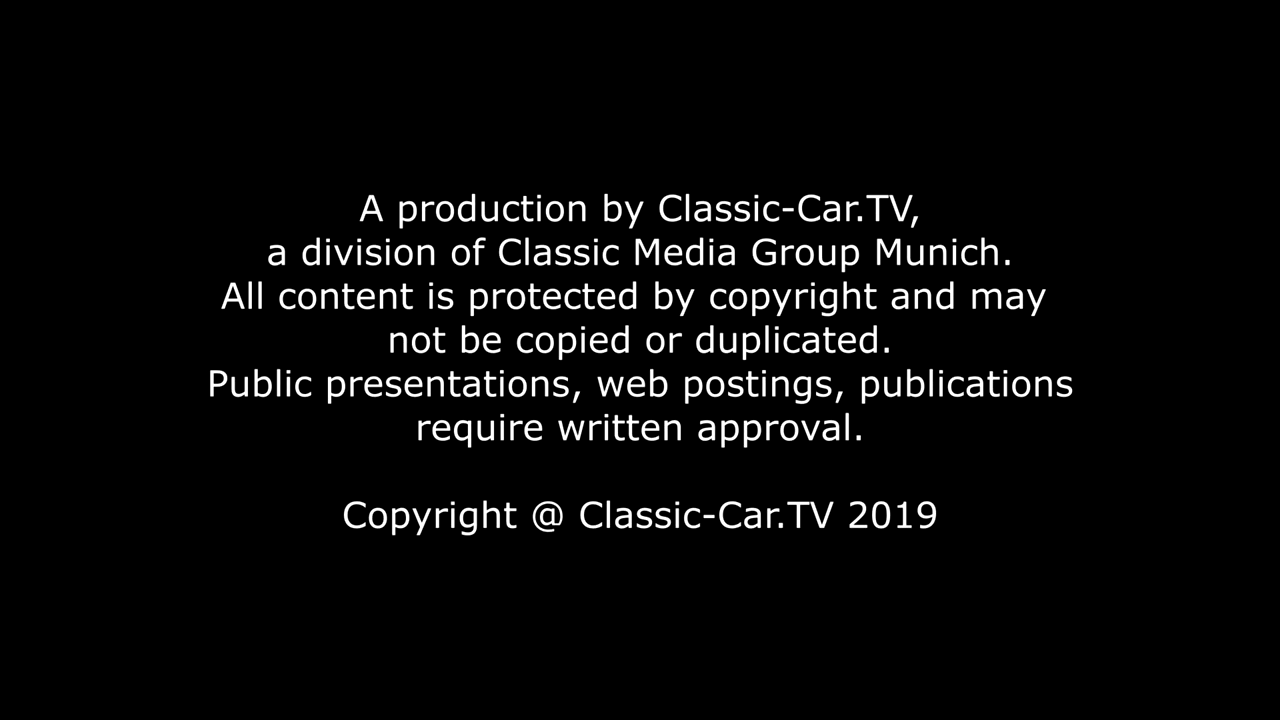 A production by Classic-Car.TV,
a division of Classic Media Group Munich.
All content is protected by copyright and may
not be copied or duplicated.
Public presentations, web postings, publications
require written approval.
Copyright @ Classic-Car.TV 2019